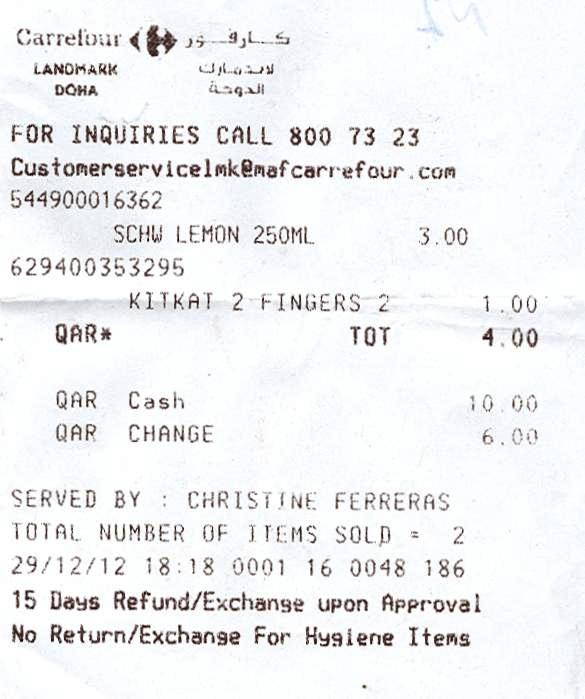 Carrefour كارفور
LANDMARK لاندمارك
DOHA الدوحة
FOR INQUIRIES CALL 800 73 23
Customerservicelmk@mafcarrefour.com
544900016362
SCHW LEMON 250ML 3.00
629400353295
KITKAT 2 FINGERS 2 1.00
QAR* TOT 4.00
QAR Cash 10.00
QAR CHANGE 6.00
SERVED BY : CHRISTINE FERRERAS
TOTAL NUMBER OF ITEMS SOLD = 2
29/12/12 18:18 0001 16 0048 186
15 Days Refund/Exchange upon Approval
No Return/Exchange For Hygiene Items